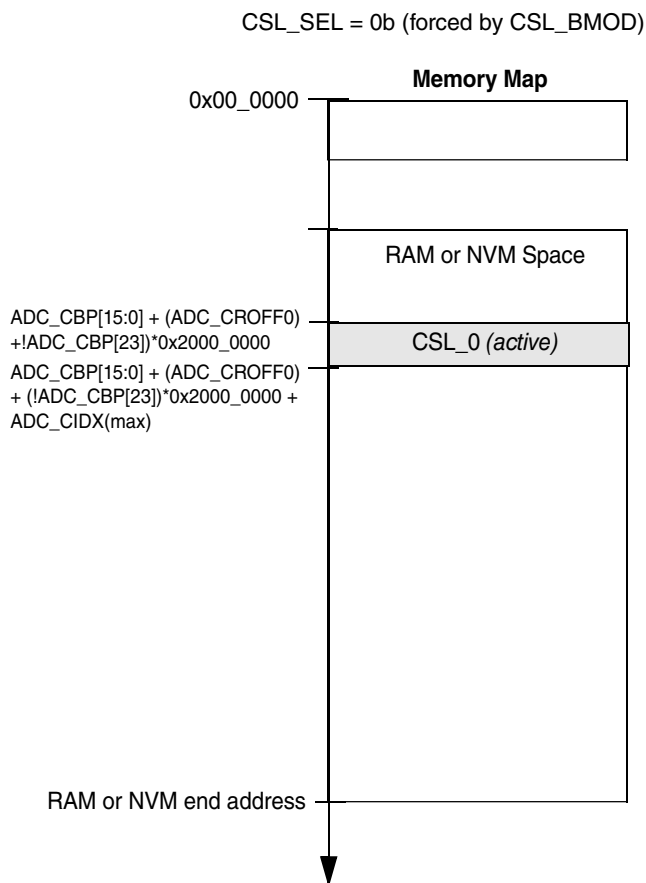 CSL_SEL = 0b (forced by CSL_BMOD)
Memory Map
0x00_0000
RAM or NVM Space
ADC_CBP[15:0] + (ADC_CROFF0)
+!ADC_CBP[23])*0x2000_0000
CSL_0 (active)
ADC_CBP[15:0] + (ADC_CROFF0)
+ (!ADC_CBP[23])*0x2000_0000 +
ADC_CIDX(max)
RAM or NVM end address